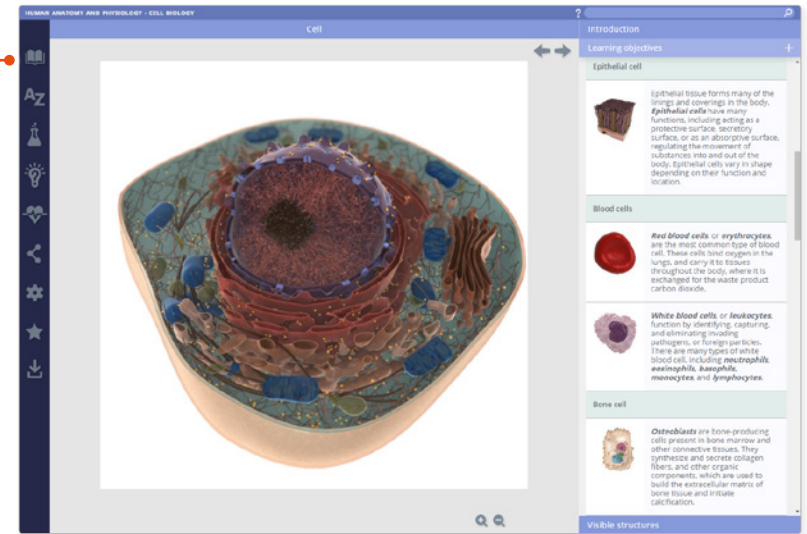 HUMAN ANATOMY AND PHYSIOLOGY - CELL BIOLOGY
?
Cell
Introduction
Learning objectives +
AZ
Epithelial cell
Epithelial tissue forms many of the
linings and coverings in the body.
Epithelial cells have many
functions, including acting as a
protective surface, secretory
surface, or as an absorptive surface,
regulating the movement of
substances into and out of the
body. Epithelial cells vary in shape
depending on their function and
location.
Blood cells
Red blood cells, or erythrocytes,
are the most common type of blood
cell. These cells bind oxygen in the
lungs, and carry it to tissues
throughout the body, where it is
exchanged for the waste product
carbon dioxide.
White blood cells, or leukocytes,
function by identifying, capturing,
and eliminating invading
pathogens, or foreign particles.
There are many types of white
blood cell, including neutrophils,
eosinophils, basophils,
monocytes, and lymphocytes.
Bone cell
Osteoblasts are bone-producing
cells present in bone marrow and
other connective tissues. They
synthesize and secrete collagen
fibers, and other organic
components, which are used to
build the extracellular matrix of
bone tissue and initiate
calcification.
Visible structures